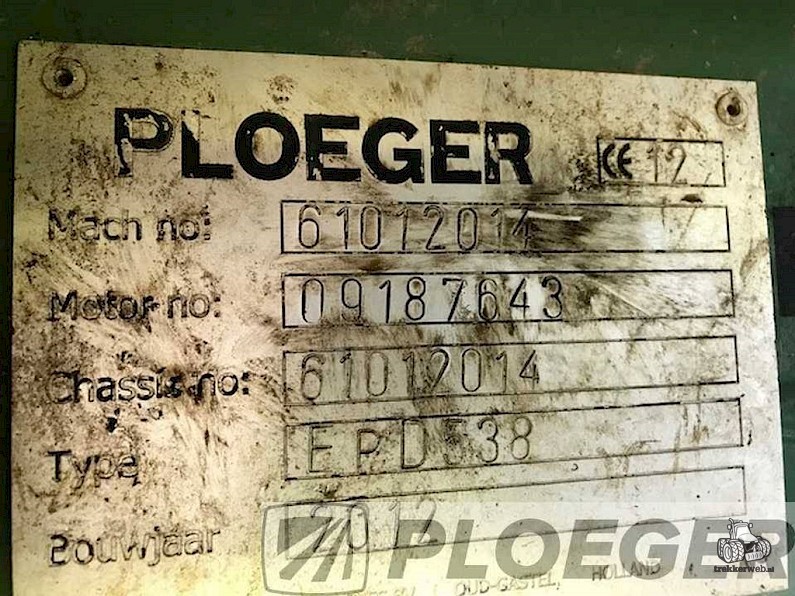 PLOEGER CE 12
Mach no: 61012014
Motor no: 09187643
Chassis no: 61012014
Type EPD538
Bouwjaar 2012
PLOEGER
OUD-GASTEL, HOLLAND
trekkerweb.nl